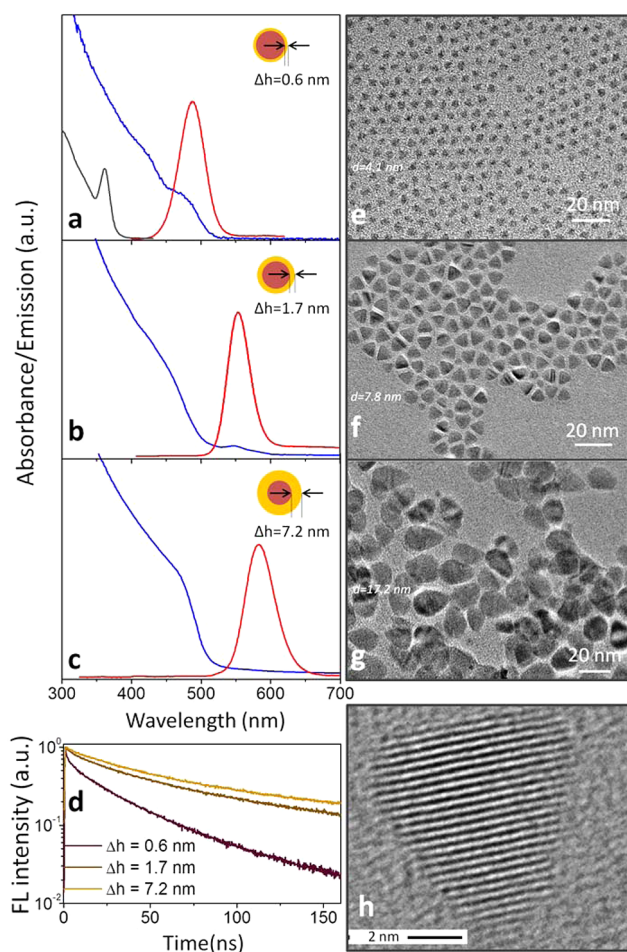 Absorbance/Emission (a.u.)
Δh=0.6 nm
a
Δh=1.7 nm
b
Δh=7.2 nm
c
300 400 500 600 700
Wavelength (nm)
FL intensity (a.u.)
10⁰
10⁻¹
10⁻²
d
Δh = 0.6 nm
Δh = 1.7 nm
Δh = 7.2 nm
0 50 100 150
Time(ns)
d=4.1 nm
e
20 nm
d=7.8 nm
f
20 nm
d=17.2 nm
g
20 nm
h
2 nm